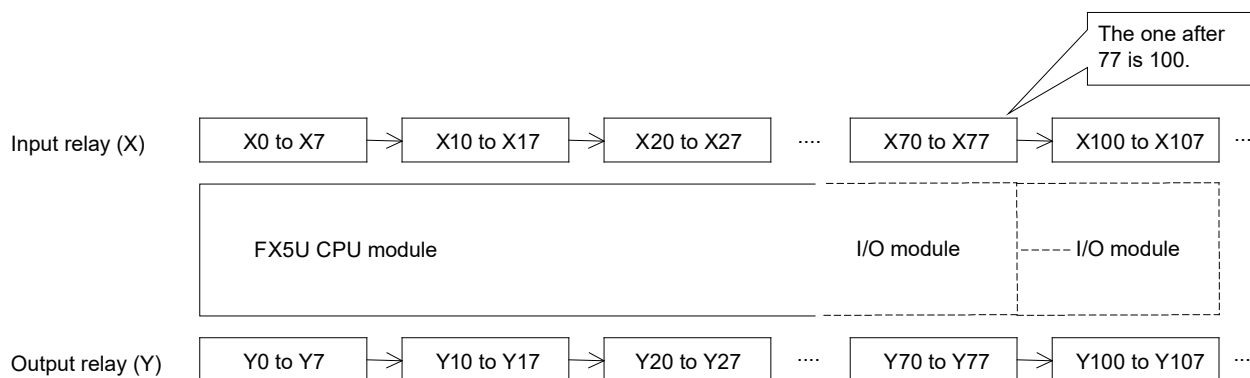 The one after
77 is 100.
Input relay (X)
X0 to X7
X10 to X17
X20 to X27
....
X70 to X77
X100 to X107
...
FX5U CPU module
I/O module
I/O module
Output relay (Y)
Y0 to Y7
Y10 to Y17
Y20 to Y27
....
Y70 to Y77
Y100 to Y107
...